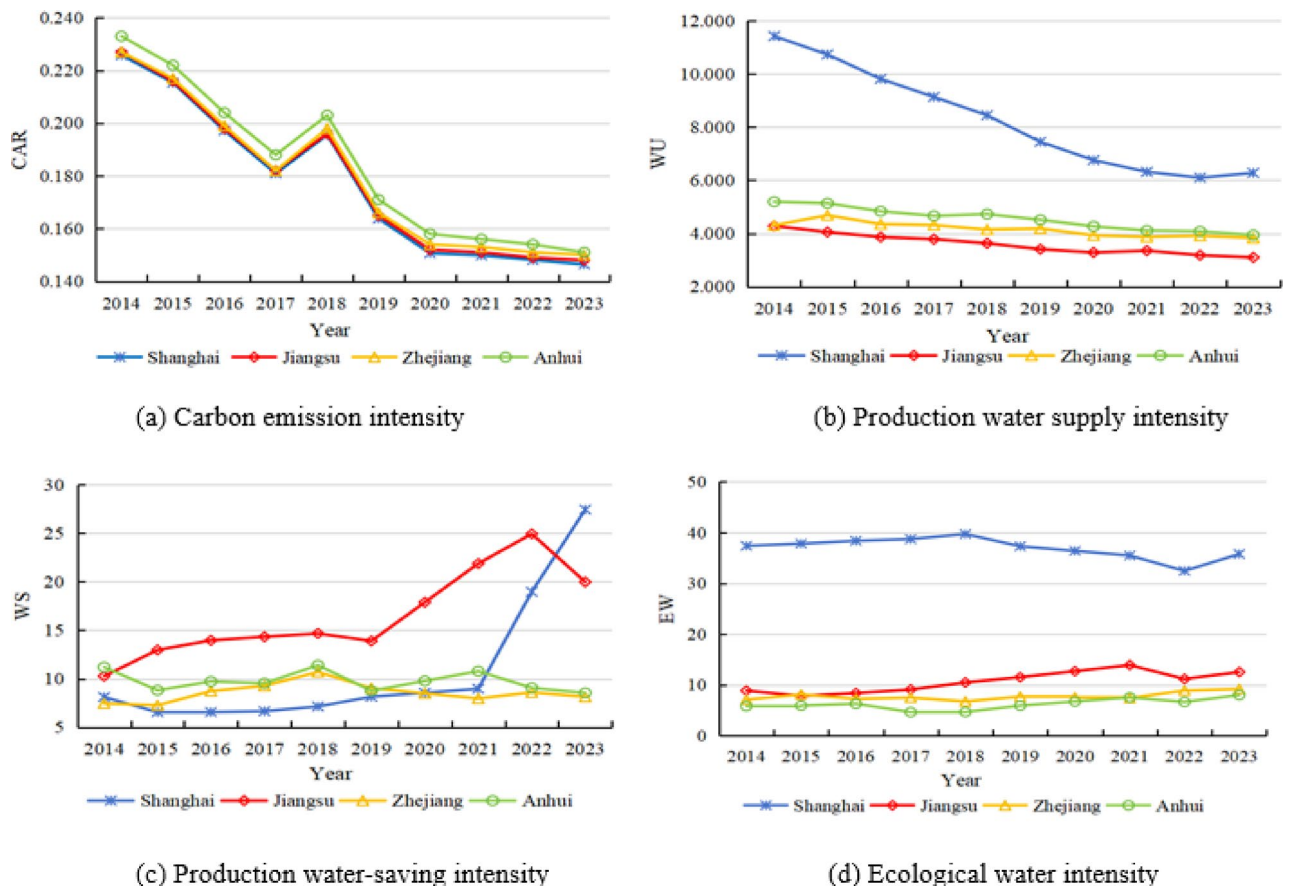 0.240
0.220
0.200
0.180
0.160
0.140
CAR
2014 2015 2016 2017 2018 2019 2020 2021 2022 2023
Year
Shanghai Jiangsu Zhejiang Anhui
(a) Carbon emission intensity
12.000
10.000
8.000
6.000
4.000
2.000
WU
2014 2015 2016 2017 2018 2019 2020 2021 2022 2023
Year
Shanghai Jiangsu Zhejiang Anhui
(b) Production water supply intensity
30
25
20
15
10
5
WS
2014 2015 2016 2017 2018 2019 2020 2021 2022 2023
Year
Shanghai Jiangsu Zhejiang Anhui
(c) Production water-saving intensity
50
40
30
20
10
0
EW
2014 2015 2016 2017 2018 2019 2020 2021 2022 2023
Year
Shanghai Jiangsu Zhejiang Anhui
(d) Ecological water intensity